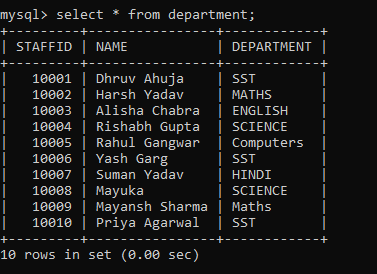 mysql> select * from department;
+---------+----------------+------------+
| STAFFID | NAME | DEPARTMENT |
+---------+----------------+------------+
| 10001 | Dhruv Ahuja | SST |
| 10002 | Harsh Yadav | MATHS |
| 10003 | Alisha Chabra | ENGLISH |
| 10004 | Rishabh Gupta | SCIENCE |
| 10005 | Rahul Gangwar | Computers |
| 10006 | Yash Garg | SST |
| 10007 | Suman Yadav | HINDI |
| 10008 | Mayuka | SCIENCE |
| 10009 | Mayansh Sharma | Maths |
| 10010 | Priya Agarwal | SST |
+---------+----------------+------------+
10 rows in set (0.00 sec)